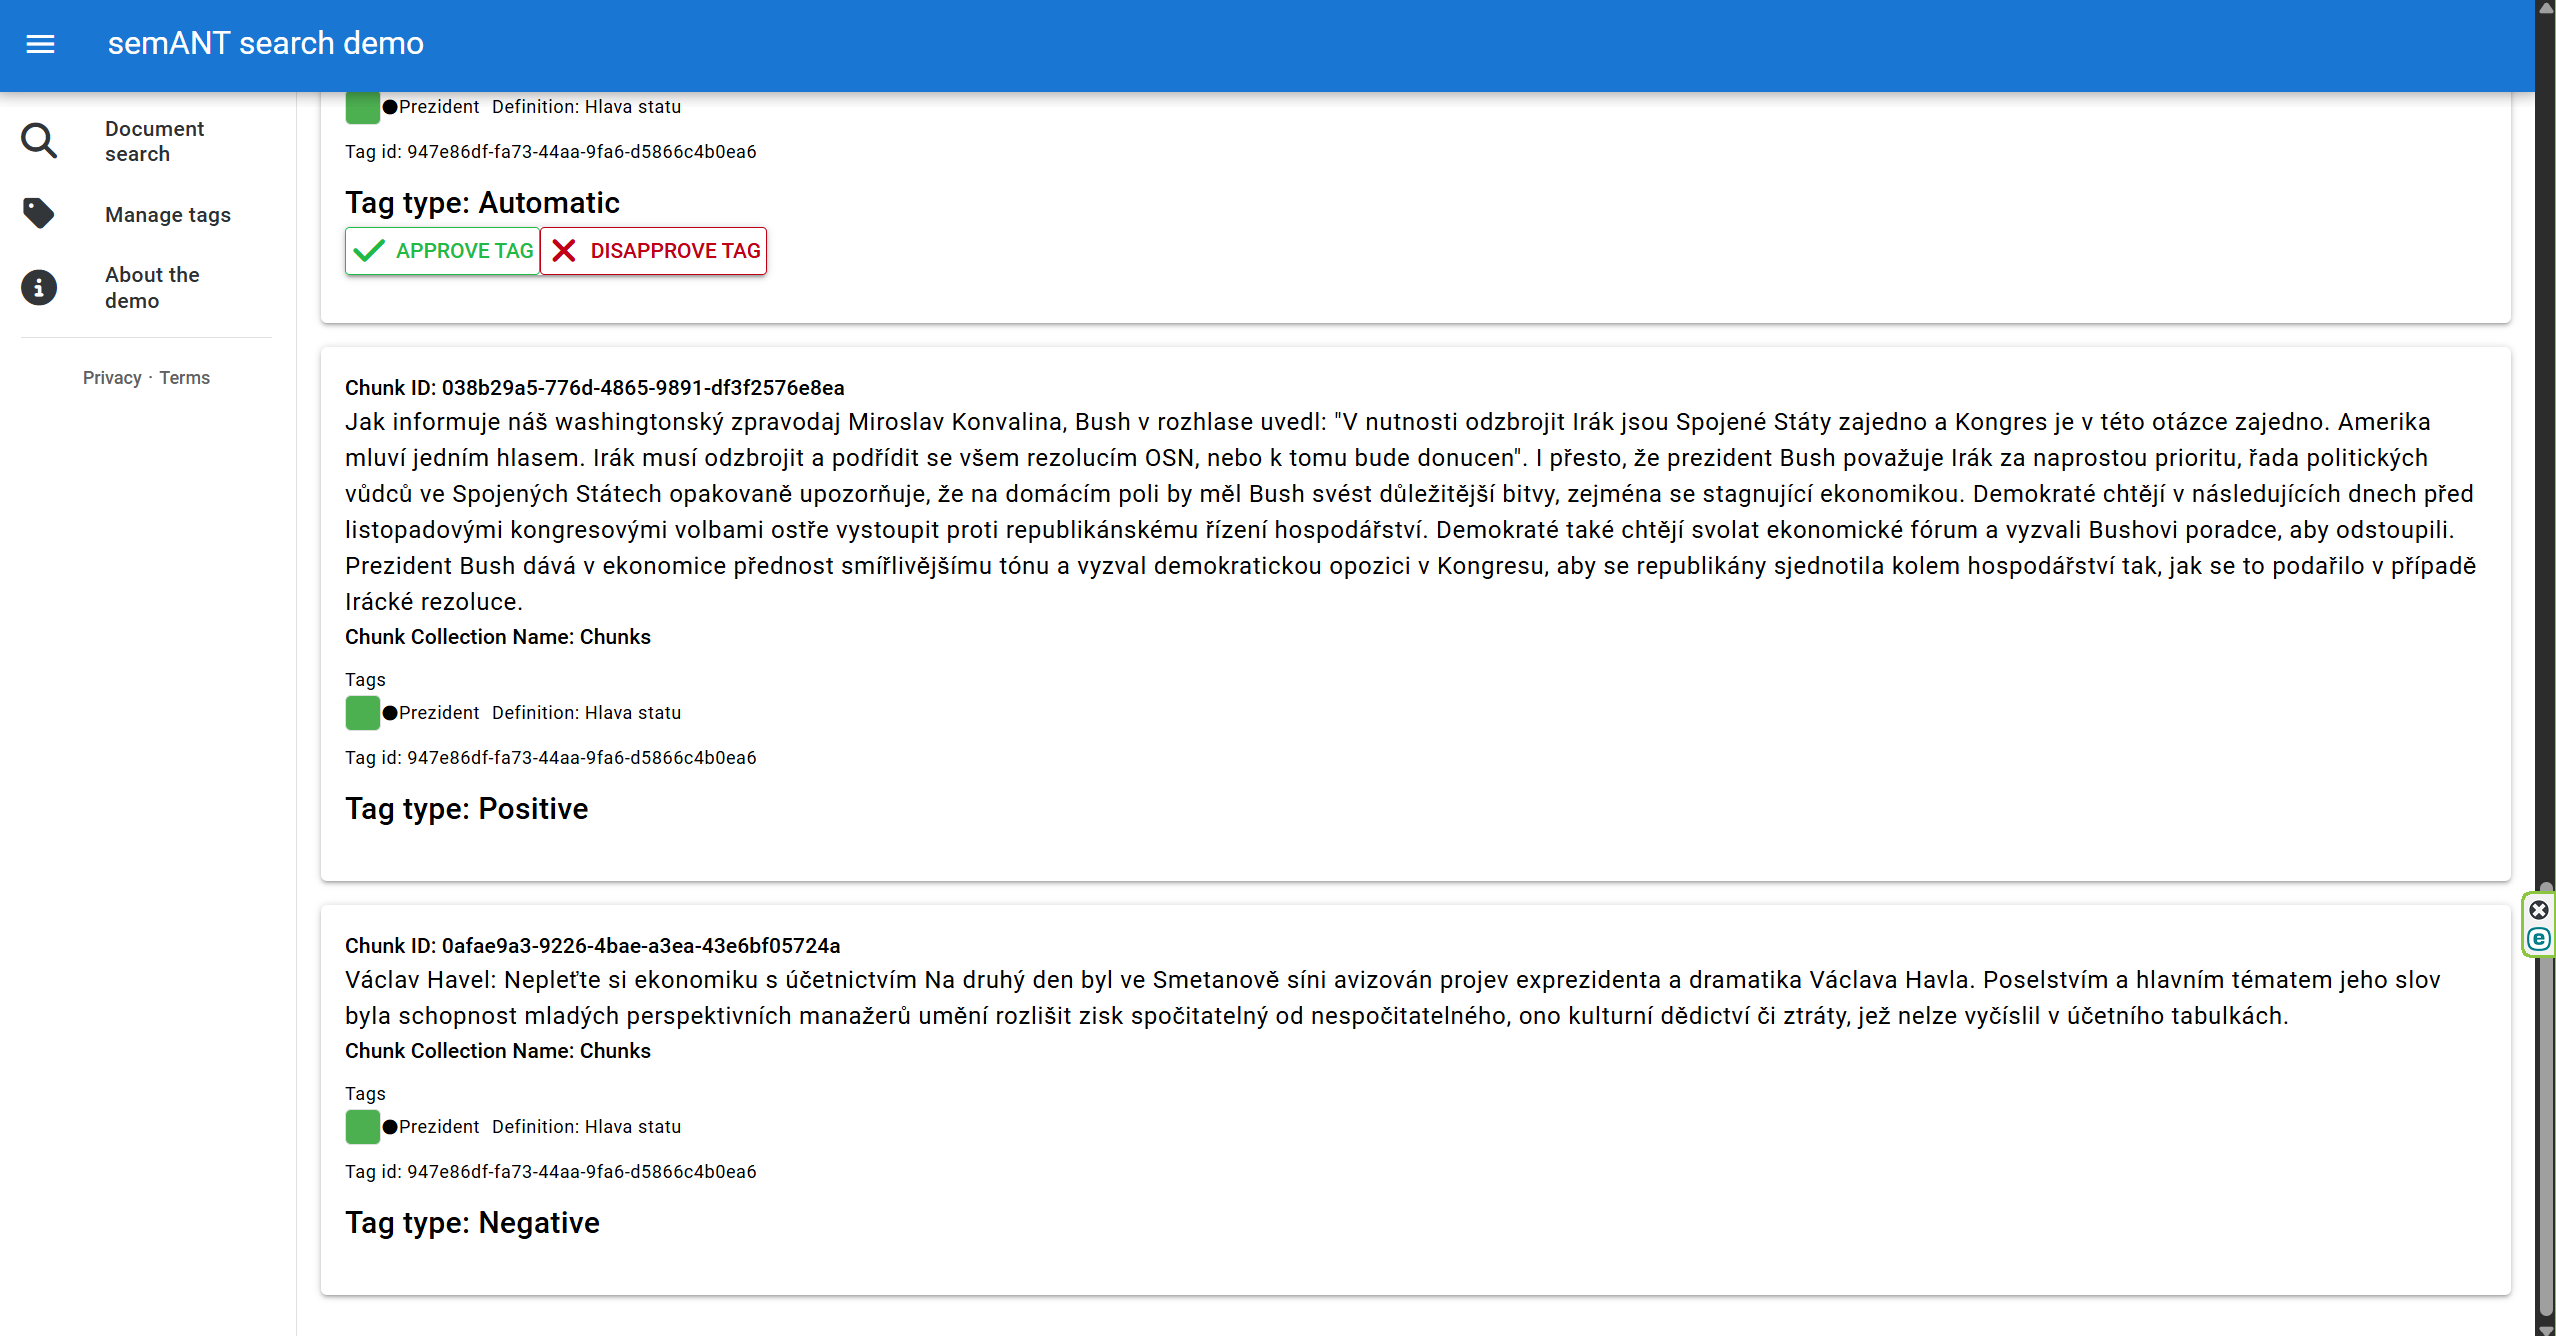 semANT search demo
Document
search
Manage tags
About the
demo
Privacy · Terms
●Prezident Definition: Hlava statu
Tag id: 947e86df-fa73-44aa-9fa6-d5866c4b0ea6
Tag type: Automatic
APPROVE TAG DISAPPROVE TAG
Chunk ID: 038b29a5-776d-4865-9891-df3f2576e8ea
Jak informuje náš washingtonský zpravodaj Miroslav Konvalina, Bush v rozhlase uvedl: "V nutnosti odzbrojit Irák jsou Spojené Státy zajedno a Kongres je v této otázce zajedno. Amerika
mluví jedním hlasem. Irák musí odzbrojit a podřídit se všem rezolucím OSN, nebo k tomu bude donucen". I přesto, že prezident Bush považuje Irák za naprostou prioritu, řada politických
vůdců ve Spojených Státech opakovaně upozorňuje, že na domácím poli by měl Bush svést důležitější bitvy, zejména se stagnující ekonomikou. Demokraté chtějí v následujících dnech před
listopadovými kongresovými volbami ostře vystoupit proti republikánskému řízení hospodářství. Demokraté také chtějí svolat ekonomické fórum a vyzvali Bushovi poradce, aby odstoupili.
Prezident Bush dává v ekonomice přednost smířlivějšímu tónu a vyzval demokratickou opozici v Kongresu, aby se republikány sjednotila kolem hospodářství tak, jak se to podařilo v případě
Irácké rezoluce.
Chunk Collection Name: Chunks
Tags
●Prezident Definition: Hlava statu
Tag id: 947e86df-fa73-44aa-9fa6-d5866c4b0ea6
Tag type: Positive
Chunk ID: 0afae9a3-9226-4bae-a3ea-43e6bf05724a
Václav Havel: Nepleťte si ekonomiku s účetnictvím Na druhý den byl ve Smetanově síni avizován projev exprezidenta a dramatika Václava Havla. Poselstvím a hlavním tématem jeho slov
byla schopnost mladých perspektivních manažerů umění rozlišit zisk spočitatelný od nespočitatelného, ono kulturní dědictví či ztráty, jež nelze vyčíslil v účetního tabulkách.
Chunk Collection Name: Chunks
Tags
●Prezident Definition: Hlava statu
Tag id: 947e86df-fa73-44aa-9fa6-d5866c4b0ea6
Tag type: Negative